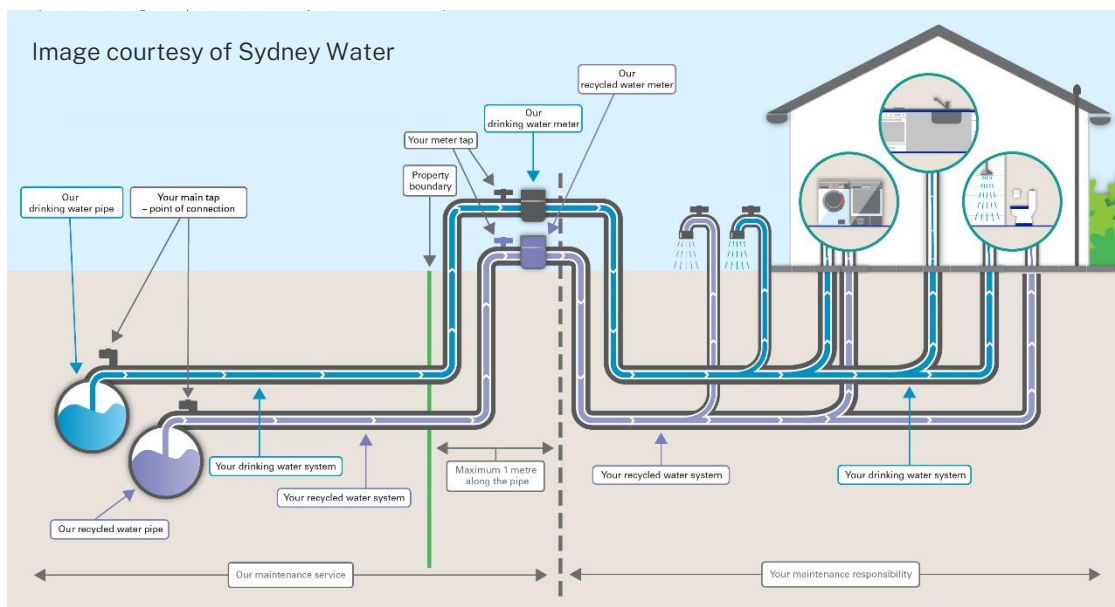 Image courtesy of Sydney Water
Our
recycled water meter
Our
drinking water meter
Your meter tap
Property
boundary
Our
drinking water pipe
Your main tap
– point of connection
Your drinking water system
Your recycled water system
Maximum 1 metre
along the pipe
Your recycled water system
Your drinking water system
Our recycled water pipe
Our maintenance service
Your maintenance responsibility